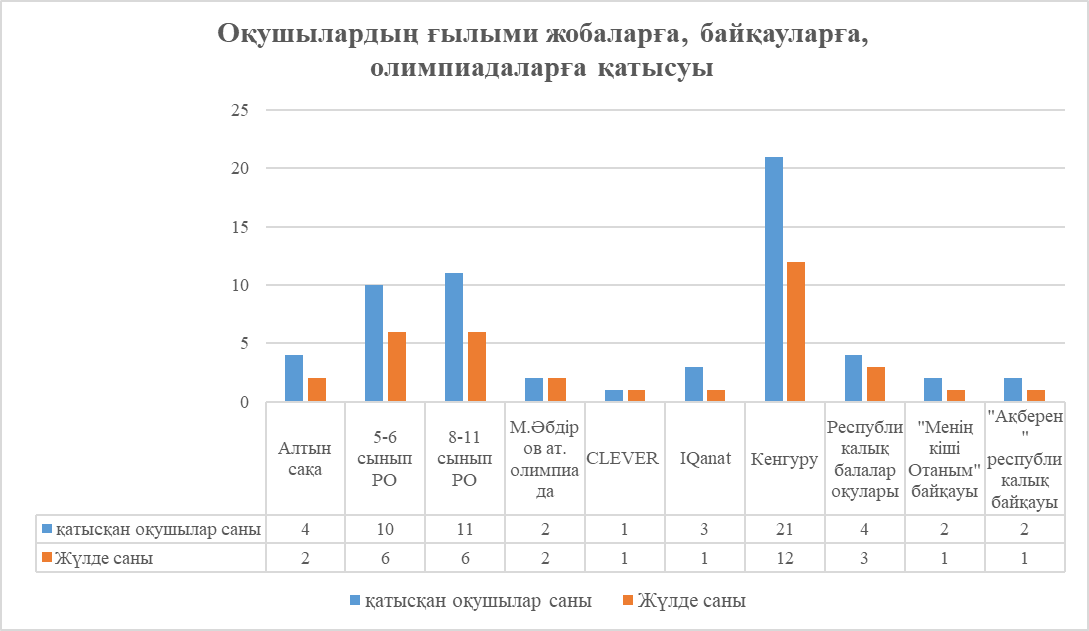 Оқушылардың ғылыми жобаларға, байқауларға,
олимпиадаларға қатысуы
25
20
15
10
5
0
Алтын
сақа
5-6
сынып
РО
8-11
сынып
РО
М.Әбдір
ов ат.
олимпиа
да
CLEVER
IQanat
Кенгуру
Республи
калық
балалар
оқулары
"Менің
кіші
Отаным"
байқауы
"Ақберен
"
республи
калық
байқауы
қатысқан оқушылар саны 4 10 11 2 1 3 21 4 2 2
Жүлде саны 2 6 6 2 1 1 12 3 1 1
қатысқан оқушылар саны Жүлде саны